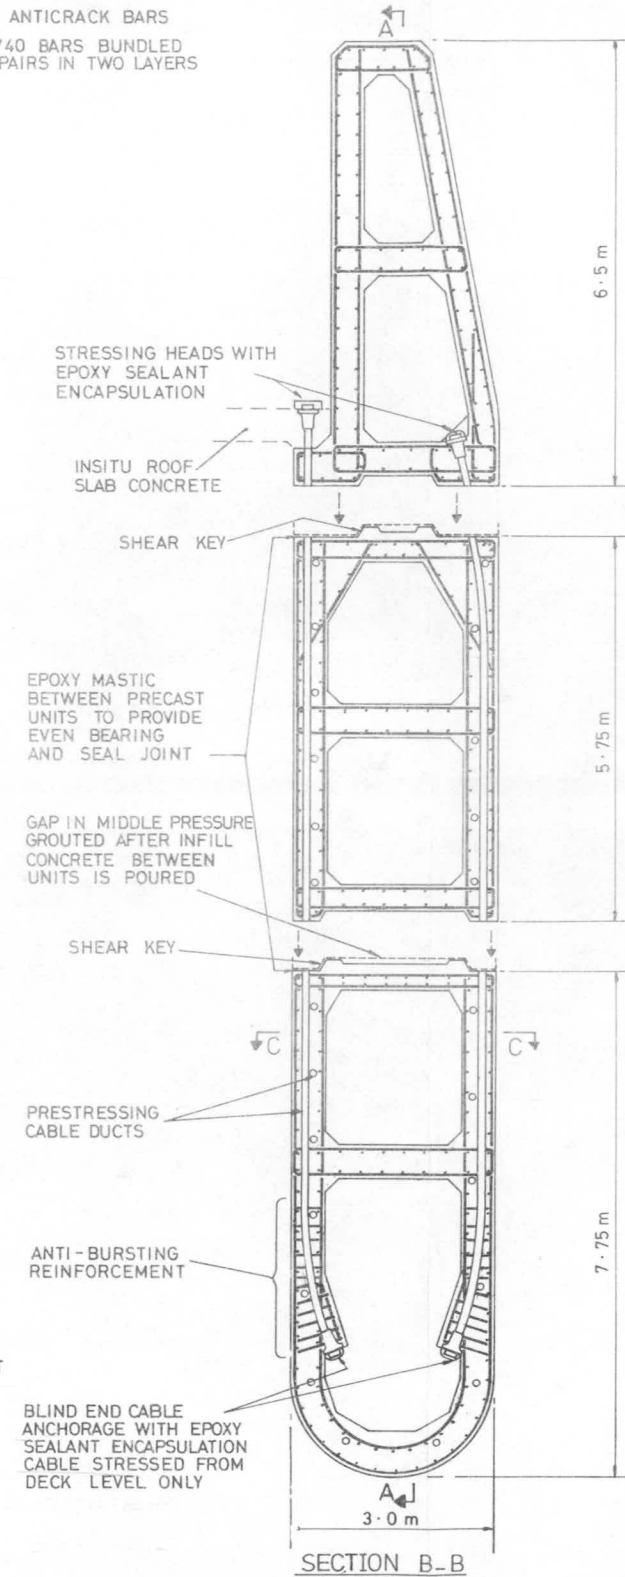 ANTICRACK BARS
40 BARS BUNDLED
PAIRS IN TWO LAYERS
A
6·5 m
STRESSING HEADS WITH
EPOXY SEALANT
ENCAPSULATION
INSITU ROOF
SLAB CONCRETE
SHEAR KEY
EPOXY MASTIC
BETWEEN PRECAST
UNITS TO PROVIDE
EVEN BEARING
AND SEAL JOINT
5·75 m
GAP IN MIDDLE PRESSURE
GROUTED AFTER INFILL
CONCRETE BETWEEN
UNITS IS POURED
SHEAR KEY
C
C
PRESTRESSING
CABLE DUCTS
7·75 m
ANTI-BURSTING
REINFORCEMENT
BLIND END CABLE
ANCHORAGE WITH EPOXY
SEALANT ENCAPSULATION
CABLE STRESSED FROM
DECK LEVEL ONLY
A
3·0 m
SECTION B-B